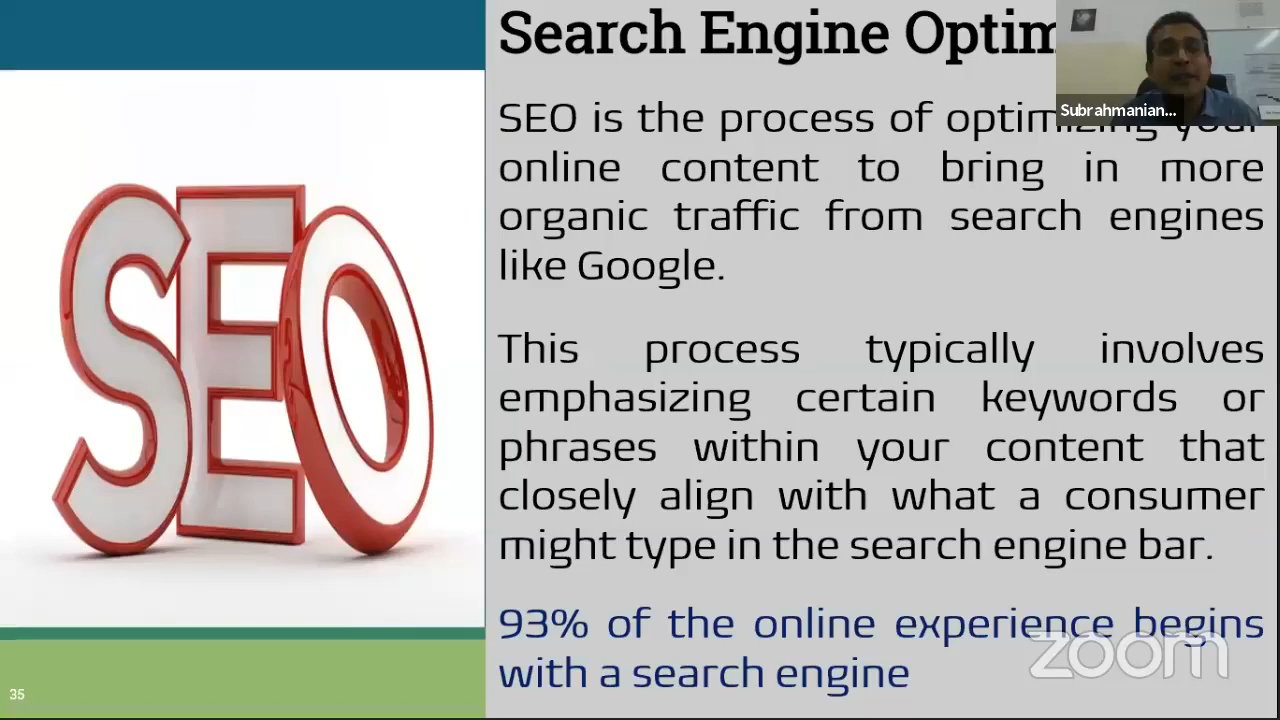 Search Engine Optim
Subrahmanian...
SEO is the process of optimizing your
online content to bring in more
organic traffic from search engines
like Google.
This process typically involves
emphasizing certain keywords or
phrases within your content that
closely align with what a consumer
might type in the search engine bar.
93% of the online experience begins
with a search engine
zoom
SEO
35